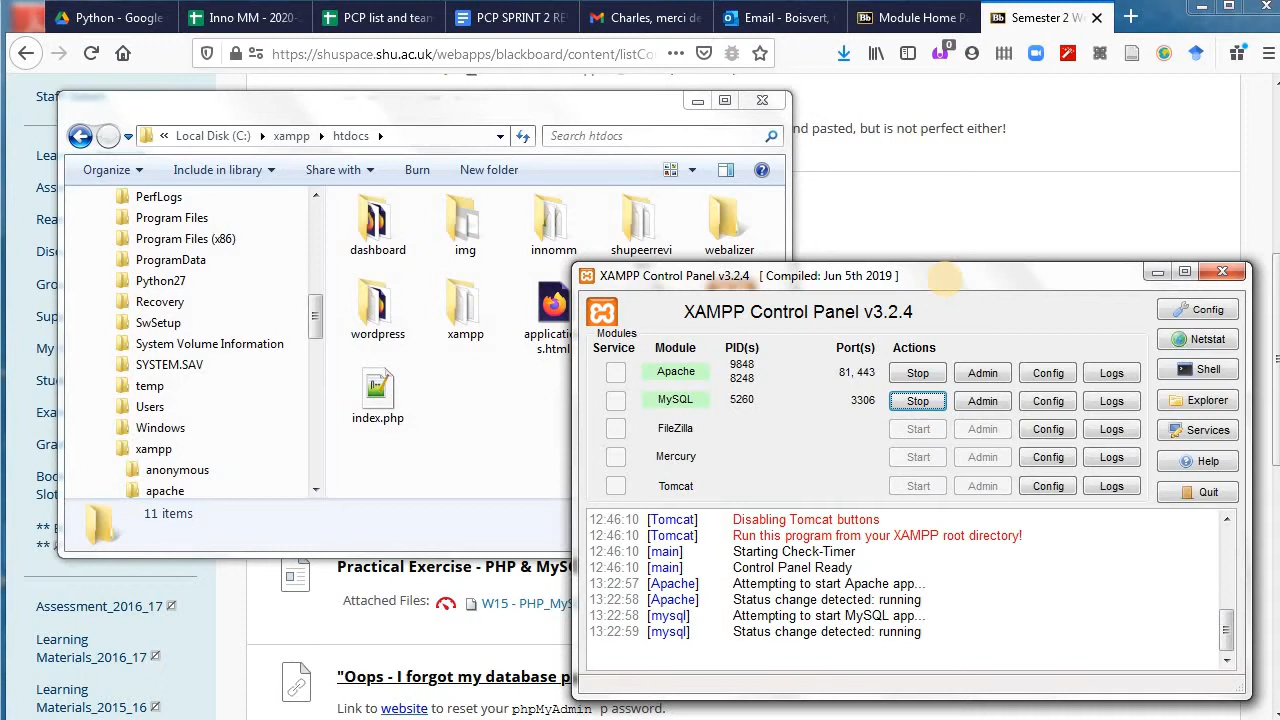 Python - Google
Inno MM - 2020-
PCP list and team
PCP SPRINT 2 RE
Charles, merci de
Email - Boisvert,
Module Home P
Semester 2 W
https://shuspace.shu.ac.uk/webapps/blackboard/content/listCo
0
Local Disk (C:)
xampp
htdocs
Search htdocs
nd pasted, but is not perfect either!
Organize
Include in library
Share with
Burn
New folder
PerfLogs
Program Files
Program Files (x86)
ProgramData
Python27
Recovery
SwSetup
System Volume Information
SYSTEM.SAV
temp
Users
Windows
xampp
anonymous
apache
dashboard
img
innomm
shupeerrevi
webalizer
wordpress
xampp
application
s.html
index.php
11 items
XAMPP Control Panel v3.2.4 [ Compiled: Jun 5th 2019 ]
XAMPP Control Panel v3.2.4
Config
Netstat
Shell
Explorer
Services
Help
Quit
Modules
Service
Module
PID(s)
Port(s)
Actions
Apache
9848
8248
81, 443
Stop
Admin
Config
Logs
MySQL
5260
3306
Stop
Admin
Config
Logs
FileZilla
Start
Admin
Config
Logs
Mercury
Start
Admin
Config
Logs
Tomcat
Start
Admin
Config
Logs
12:46:10 [Tomcat] Disabling Tomcat buttons
12:46:10 [Tomcat] Run this program from your XAMPP root directory!
12:46:10 [main] Starting Check-Timer
12:46:10 [main] Control Panel Ready
13:22:57 [Apache] Attempting to start Apache app...
13:22:58 [Apache] Status change detected: running
13:22:58 [mysql] Attempting to start MySQL app...
13:22:59 [mysql] Status change detected: running
Practical Exercise - PHP & MyS
Attached Files: W15 - PHP_MyS
"Oops - I forgot my database p
Link to website to reset your phpMyAdmin p assword.
Assessment_2016_17
Learning
Materials_2016_17
Learning
Materials_2015_16